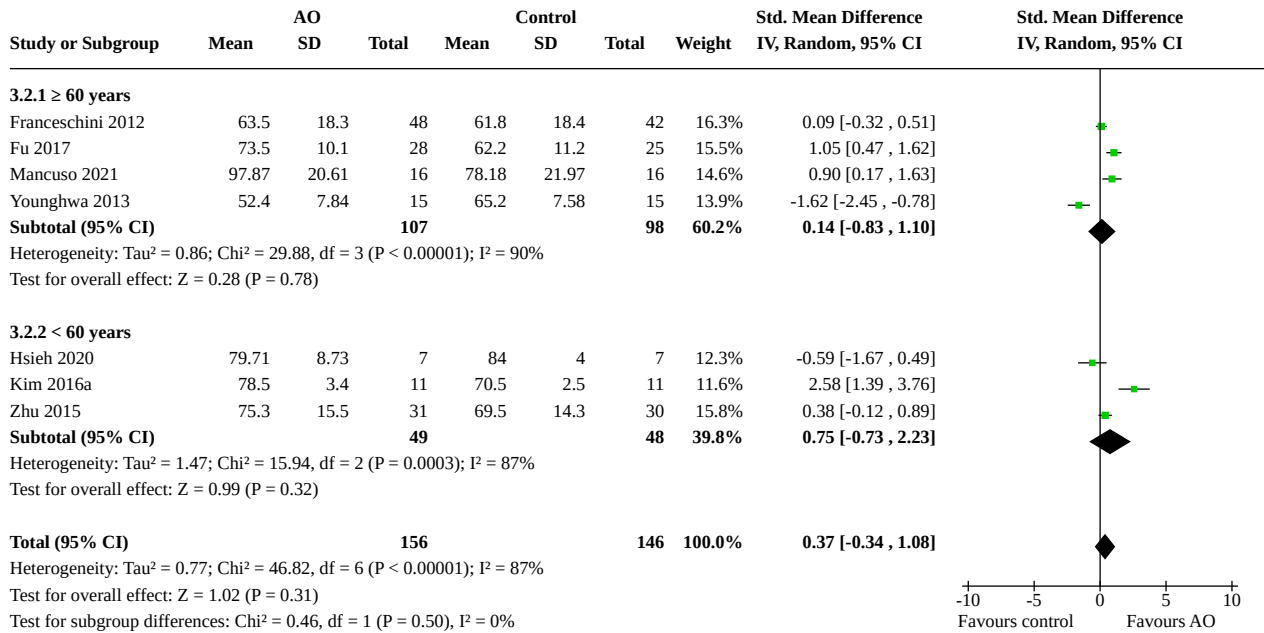 AO Control Std. Mean Difference Std. Mean Difference
Study or Subgroup Mean SD Total Mean SD Total Weight IV, Random, 95% CI IV, Random, 95% CI
3.2.1 ≥ 60 years
Franceschini 2012 63.5 18.3 48 61.8 18.4 42 16.3% 0.09 [-0.32 , 0.51]
Fu 2017 73.5 10.1 28 62.2 11.2 25 15.5% 1.05 [0.47 , 1.62]
Mancuso 2021 97.87 20.61 16 78.18 21.97 16 14.6% 0.90 [0.17 , 1.63]
Younghwa 2013 52.4 7.84 15 65.2 7.58 15 13.9% -1.62 [-2.45 , -0.78]
Subtotal (95% CI) 107 98 60.2% 0.14 [-0.83 , 1.10]
Heterogeneity: Tau² = 0.86; Chi² = 29.88, df = 3 (P < 0.00001); I² = 90%
Test for overall effect: Z = 0.28 (P = 0.78)
3.2.2 < 60 years
Hsieh 2020 79.71 8.73 7 84 4 7 12.3% -0.59 [-1.67 , 0.49]
Kim 2016a 78.5 3.4 11 70.5 2.5 11 11.6% 2.58 [1.39 , 3.76]
Zhu 2015 75.3 15.5 31 69.5 14.3 30 15.8% 0.38 [-0.12 , 0.89]
Subtotal (95% CI) 49 48 39.8% 0.75 [-0.73 , 2.23]
Heterogeneity: Tau² = 1.47; Chi² = 15.94, df = 2 (P = 0.0003); I² = 87%
Test for overall effect: Z = 0.99 (P = 0.32)
Total (95% CI) 156 146 100.0% 0.37 [-0.34 , 1.08]
Heterogeneity: Tau² = 0.77; Chi² = 46.82, df = 6 (P < 0.00001); I² = 87%
Test for overall effect: Z = 1.02 (P = 0.31)
-10 -5 0 5 10
Test for subgroup differences: Chi² = 0.46, df = 1 (P = 0.50), I² = 0%
Favours control Favours AO